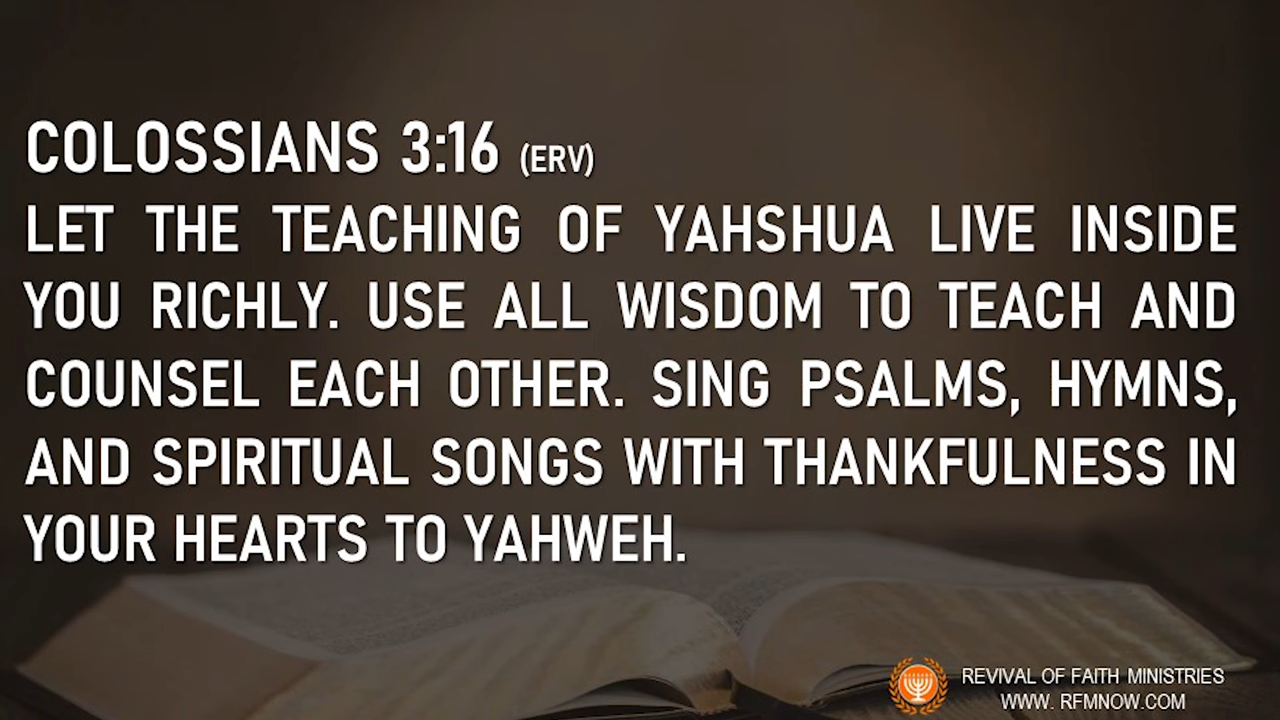 COLOSSIANS 3:16 (ERV)
LET THE TEACHING OF YAHSHUA LIVE INSIDE
YOU RICHLY. USE ALL WISDOM TO TEACH AND
COUNSEL EACH OTHER. SING PSALMS, HYMNS,
AND SPIRITUAL SONGS WITH THANKFULNESS IN
YOUR HEARTS TO YAHWEH.
REVIVAL OF FAITH MINISTRIES
WWW. RFMNOW.COM